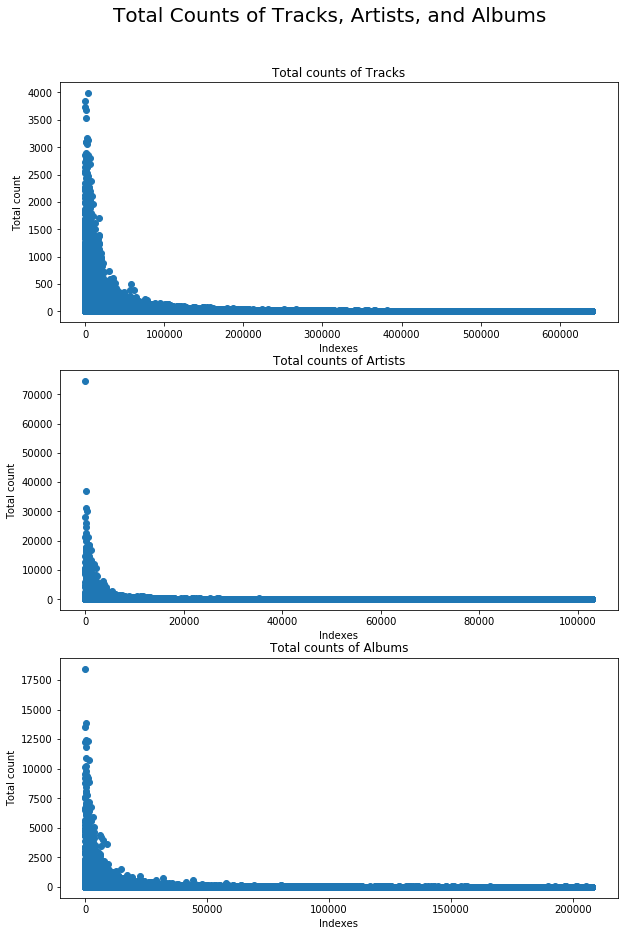 Total Counts of Tracks, Artists, and Albums
Total counts of Tracks
4000
3500
3000
2500
2000
1500
1000
500
0
Total count
0 100000 200000 300000 400000 500000 600000
Indexes
Total counts of Artists
70000
60000
50000
40000
30000
20000
10000
0
Total count
0 20000 40000 60000 80000 100000
Indexes
Total counts of Albums
17500
15000
12500
10000
7500
5000
2500
0
Total count
0 50000 100000 150000 200000
Indexes